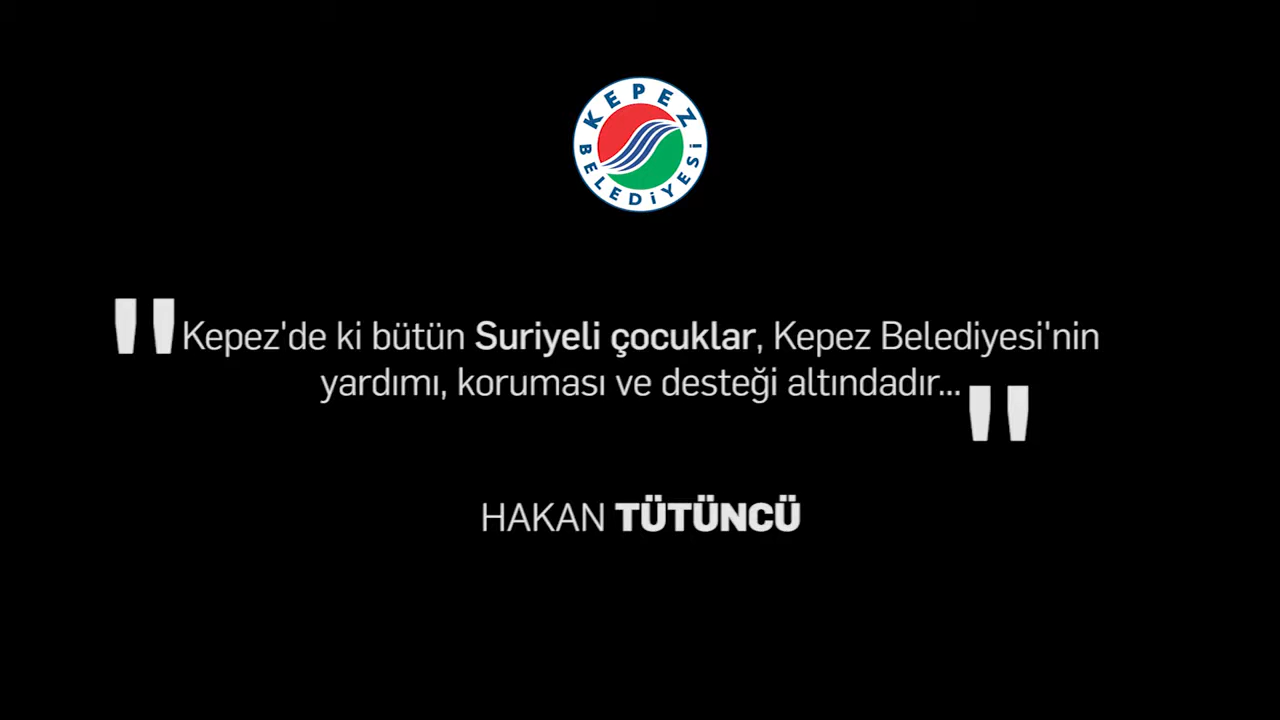 KEPEZ
BELEDİYESİ
"Kepez'de ki bütün Suriyeli çocuklar, Kepez Belediyesi'nin
yardımı, koruması ve desteği altındadır..."
HAKAN TÜTÜNCÜ